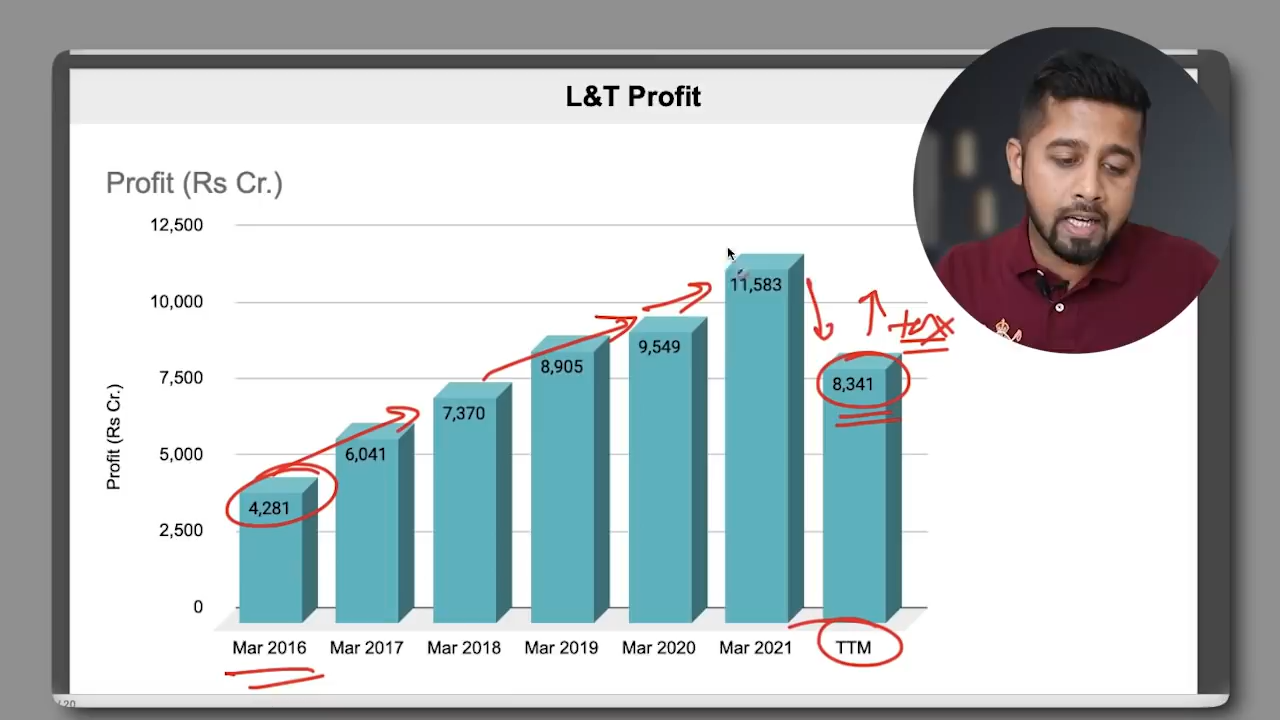 L&T Profit
Profit (Rs Cr.)
12,500
10,000
7,500
5,000
2,500
0
Profit (Rs Cr.)
4,281
6,041
7,370
8,905
9,549
11,583
8,341
tax
Mar 2016
Mar 2017
Mar 2018
Mar 2019
Mar 2020
Mar 2021
TTM
/20